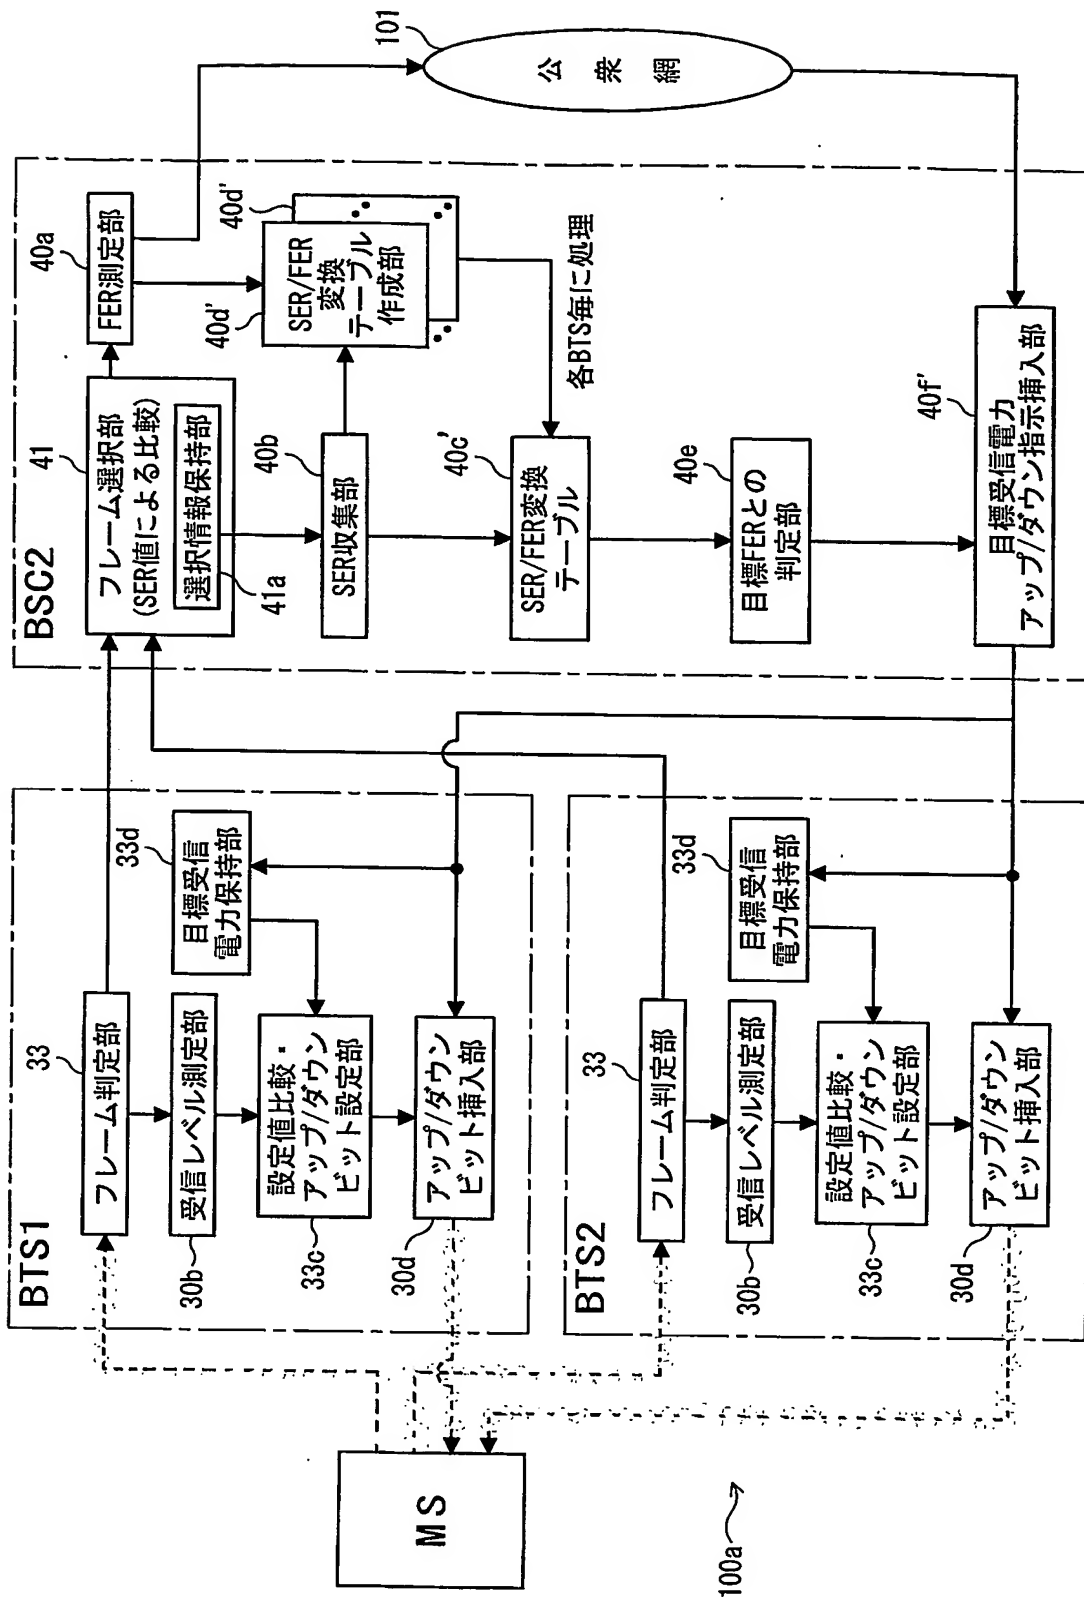 101
公衆網
BSC2
41
フレーム選択部
(SER値による比較)
選択情報保持部
41a
40a
FER測定部
40b
SER収集部
40d'
40d'
SER/FER
変換
テーブル
作成部
各BTS毎に処理
40c'
SER/FER変換
テーブル
40e
目標FERとの
判定部
40f'
目標受信電力
アップ/ダウン指示挿入部
BTS1
33
フレーム判定部
30b
受信レベル測定部
33d
目標受信
電力保持部
33c
設定値比較・
アップ/ダウン
ビット設定部
30d
アップ/ダウン
ビット挿入部
BTS2
33
フレーム判定部
30b
受信レベル測定部
33d
目標受信
電力保持部
33c
設定値比較・
アップ/ダウン
ビット設定部
30d
アップ/ダウン
ビット挿入部
MS
100a